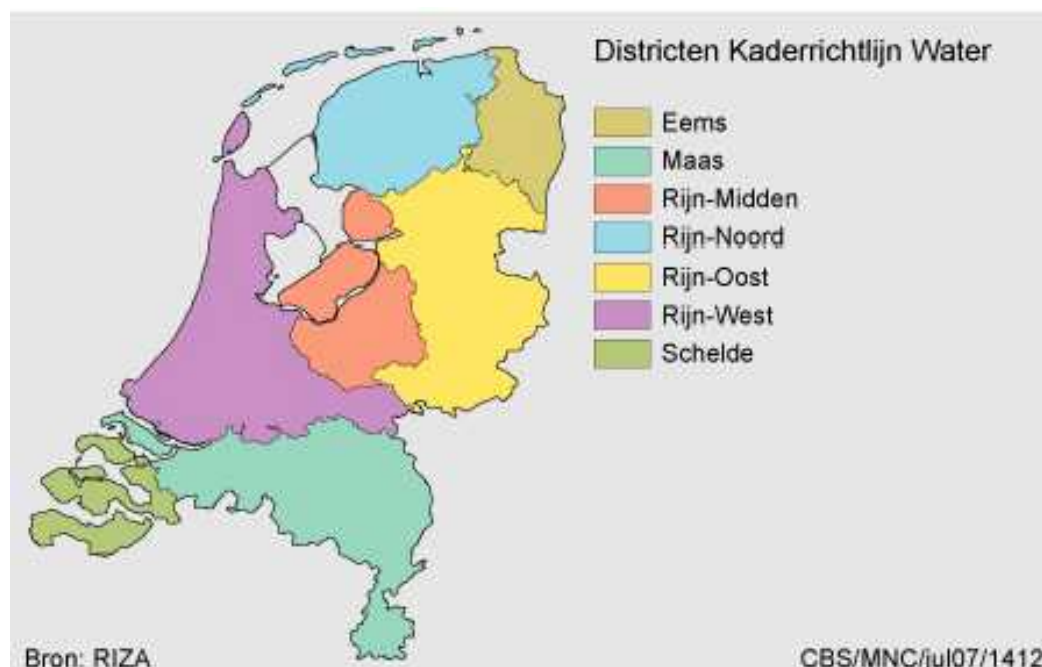 Districten Kaderrichtlijn Water
Eems
Maas
Rijn-Midden
Rijn-Noord
Rijn-Oost
Rijn-West
Schelde
Bron: RIZA
CBS/MNC/jul07/1412